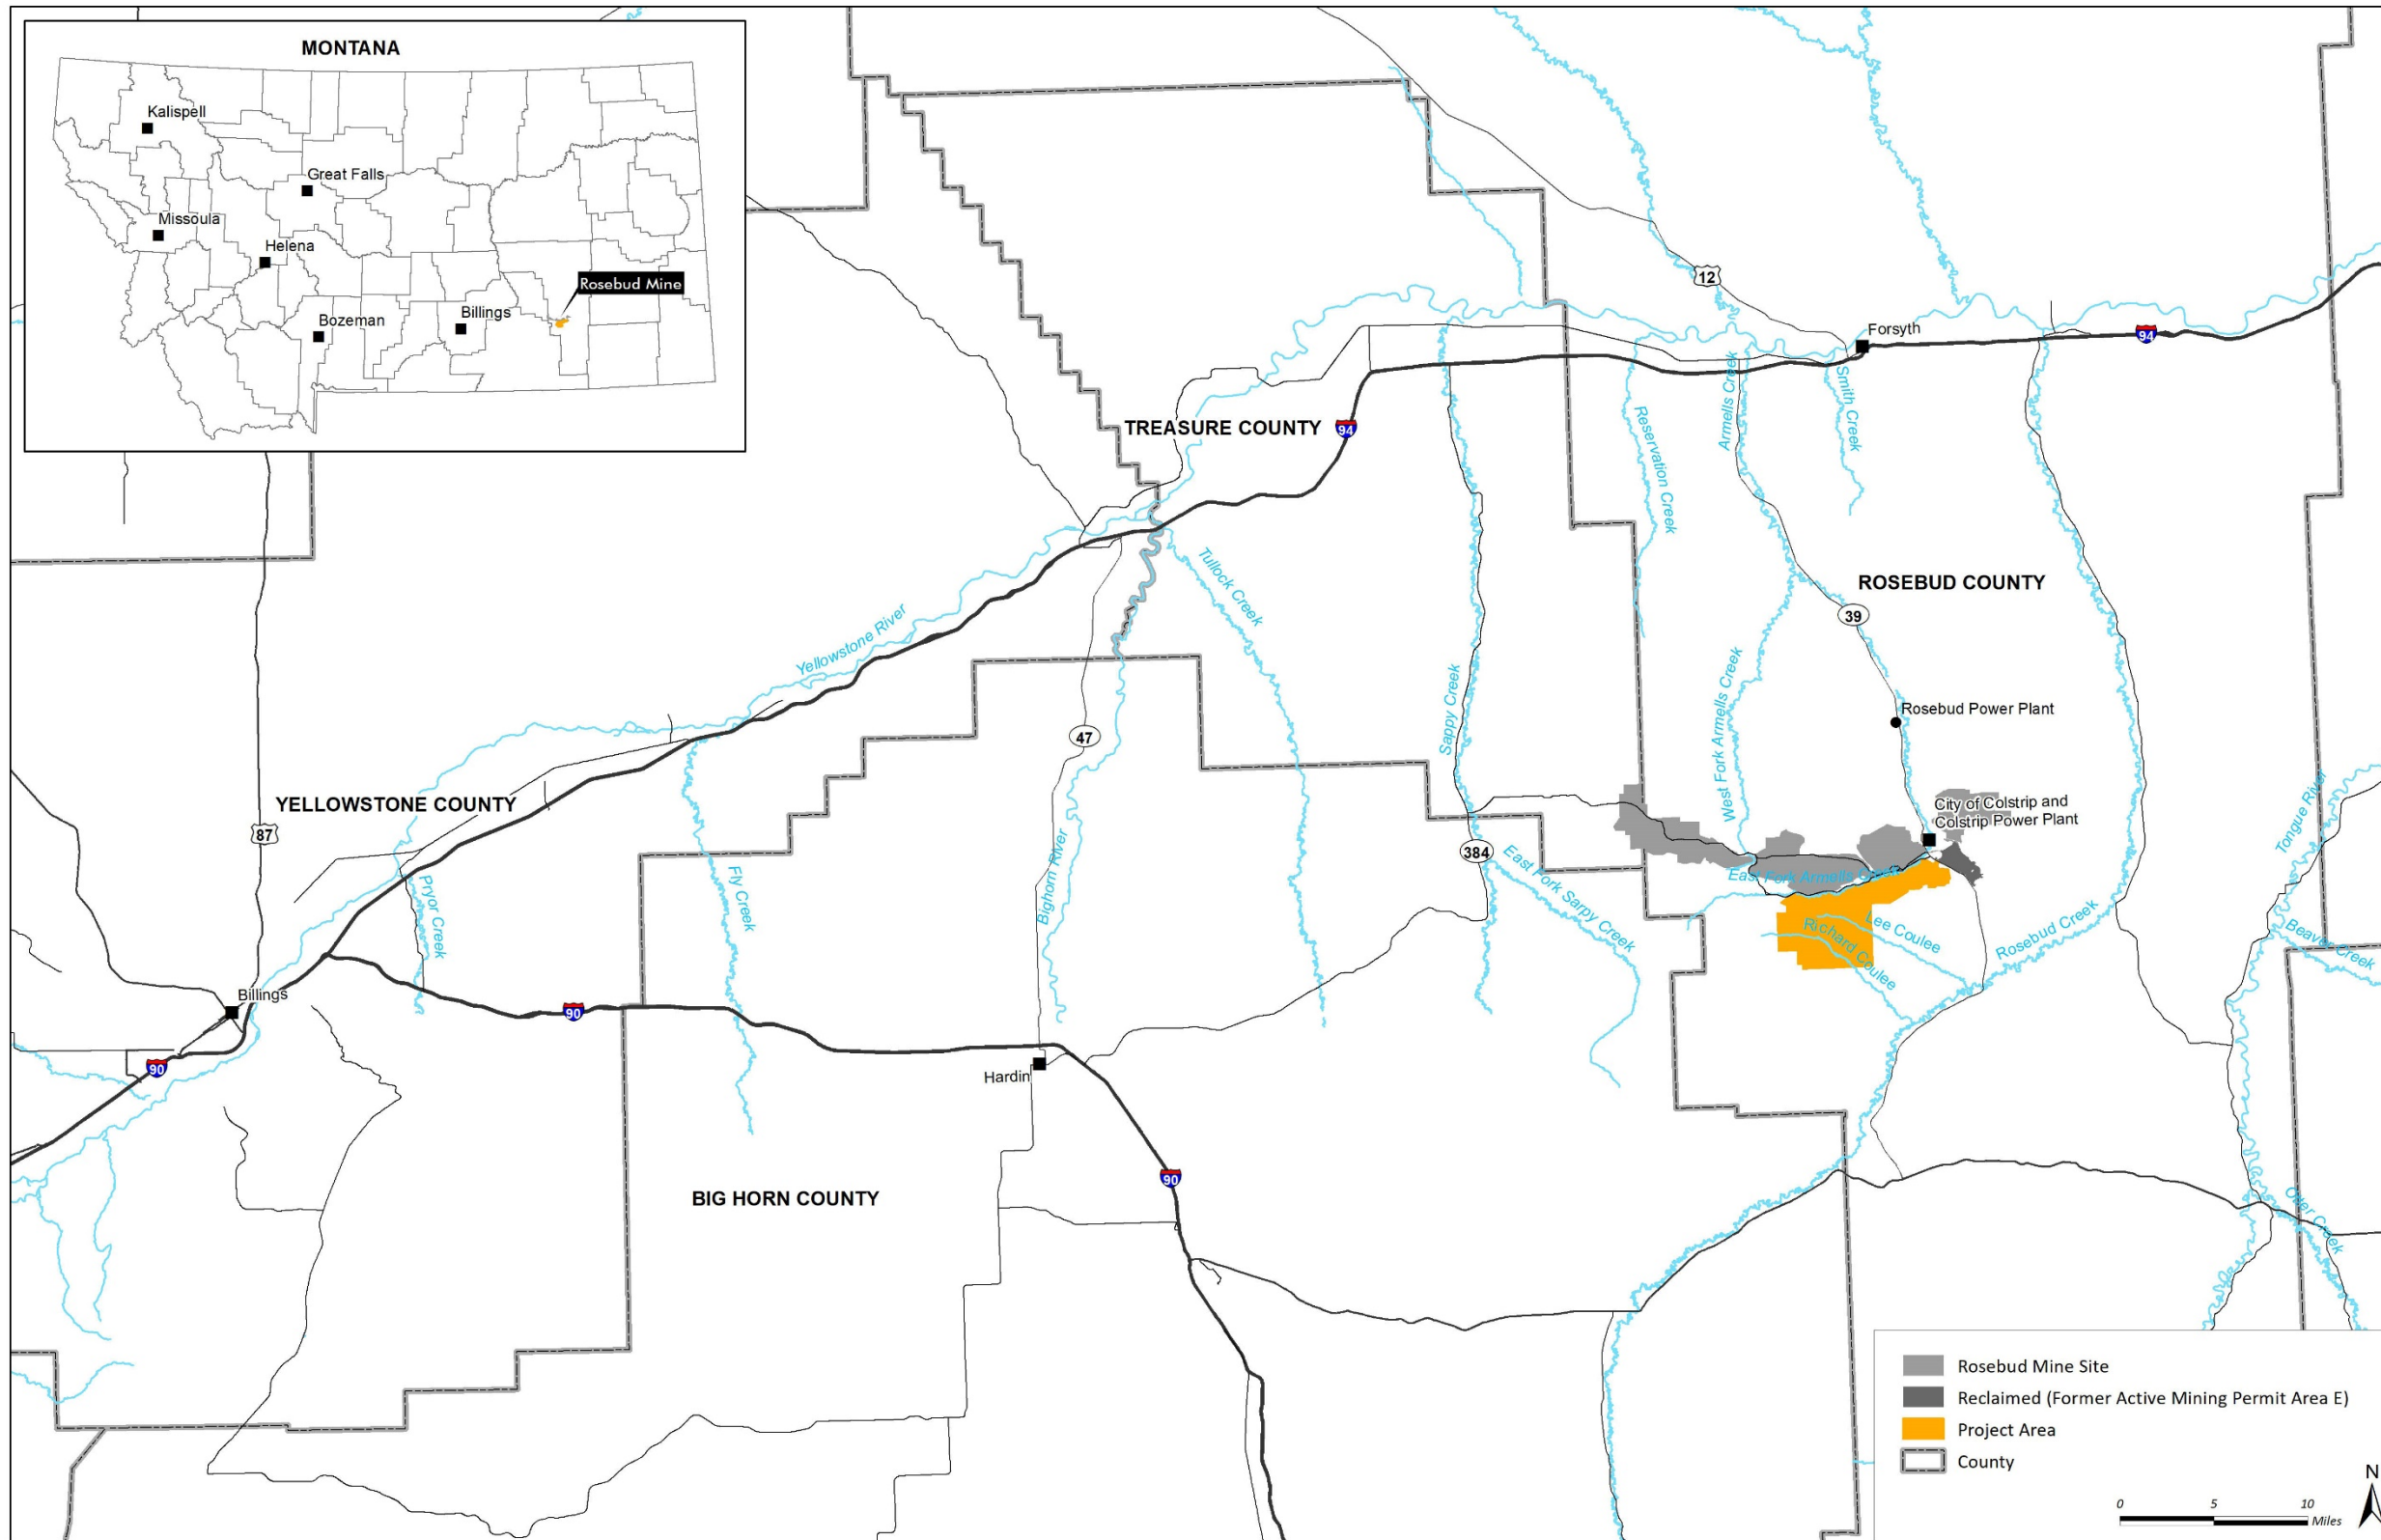 MONTANA
Kalispell
Great Falls
Missoula
Helena
Rosebud Mine
Billings
Bozeman
12
Forsyth
94
TREASURE COUNTY
94
Reservation Creek
Armells Creek
Smith Creek
Tullock Creek
ROSEBUD COUNTY
39
Yellowstone River
Sappy Creek
West Fork Armells Creek
Rosebud Power Plant
47
YELLOWSTONE COUNTY
87
City of Colstrip and
Colstrip Power Plant
Tongue River
384
East Fork Sarpy Creek
East Fork Armells Creek
Pryor Creek
Fly Creek
Bighorn River
Lee Coulee
Richard Coulee
Rosebud Creek
Beaver Creek
Billings
90
90
Hardin
90
BIG HORN COUNTY
Otter Creek
Rosebud Mine Site
Reclaimed (Former Active Mining Permit Area E)
Project Area
County
N
0 5 10
Miles